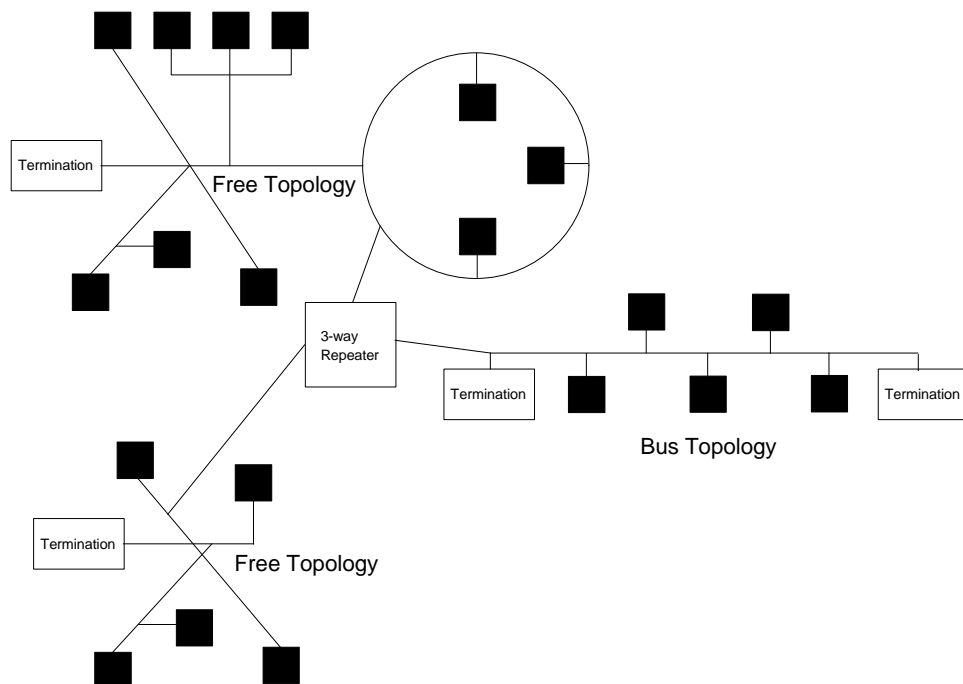 Termination
Free Topology
3-way
Repeater
Termination
Termination
Bus Topology
Termination
Free Topology